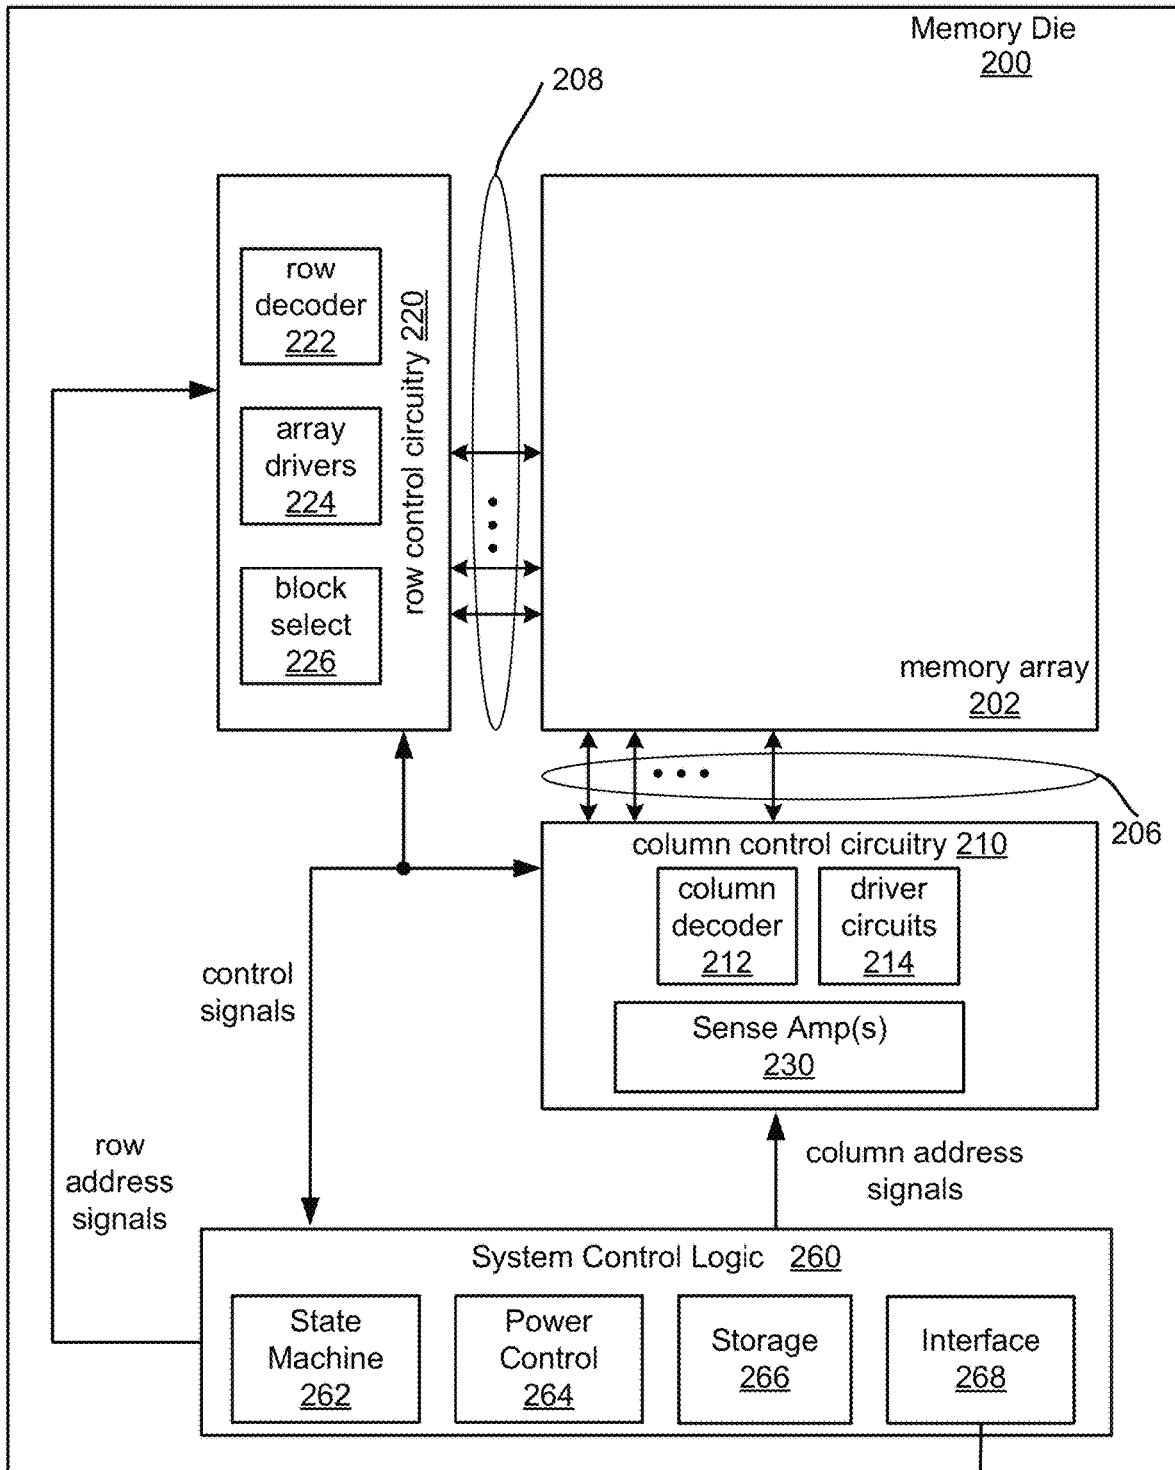 Memory Die
200
208
row
decoder
222
array
drivers
224
block
select
226
row control circuitry 220
memory array
202
206
column control circuitry 210
column
decoder
212
driver
circuits
214
Sense Amp(s)
230
control
signals
row
address
signals
column address
signals
System Control Logic 260
State
Machine
262
Power
Control
264
Storage
266
Interface
268